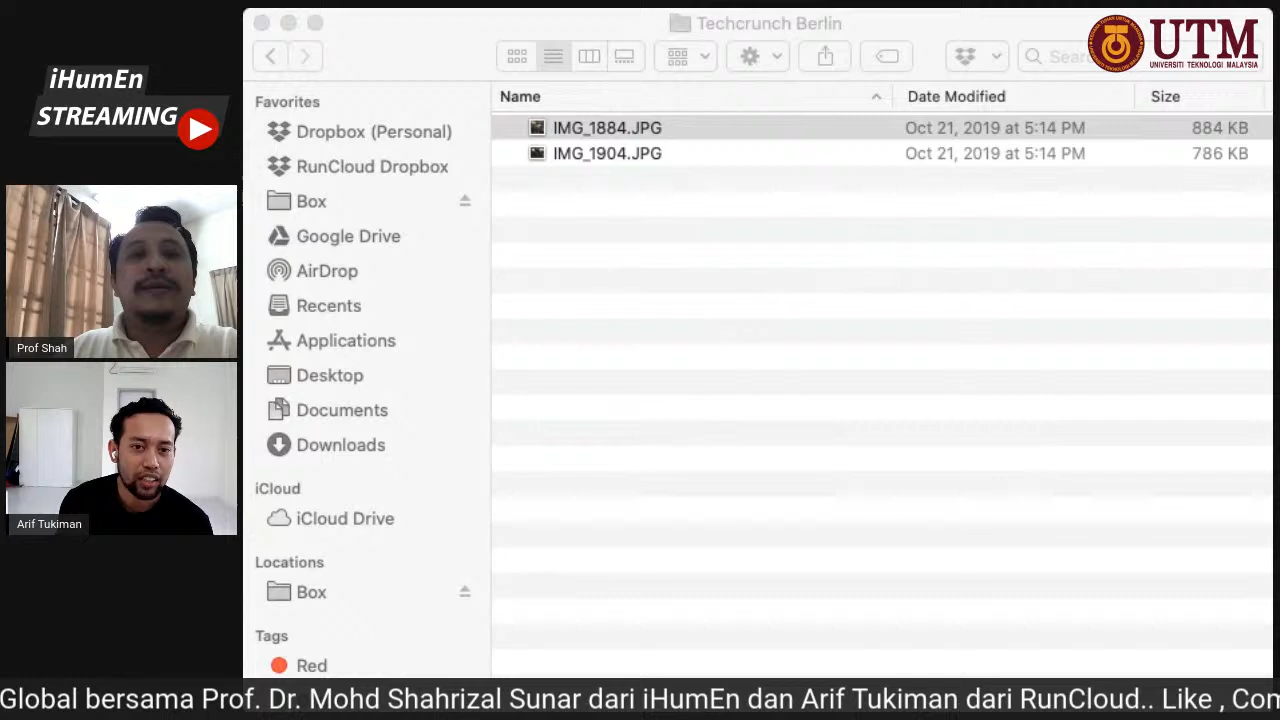 Techcrunch Berlin
iHumEn
STREAMING
UTM
UNIVERSITI TEKNOLOGI MALAYSIA
Sear
Favorites
Dropbox (Personal)
RunCloud Dropbox
Box
Google Drive
AirDrop
Recents
Applications
Desktop
Documents
Downloads
iCloud
iCloud Drive
Locations
Box
Tags
Red
Name Date Modified Size
IMG_1884.JPG Oct 21, 2019 at 5:14 PM 884 KB
IMG_1904.JPG Oct 21, 2019 at 5:14 PM 786 KB
Prof Shah
Arif Tukiman
Global bersama Prof. Dr. Mohd Shahrizal Sunar dari iHumEn dan Arif Tukiman dari RunCloud.. Like , Con